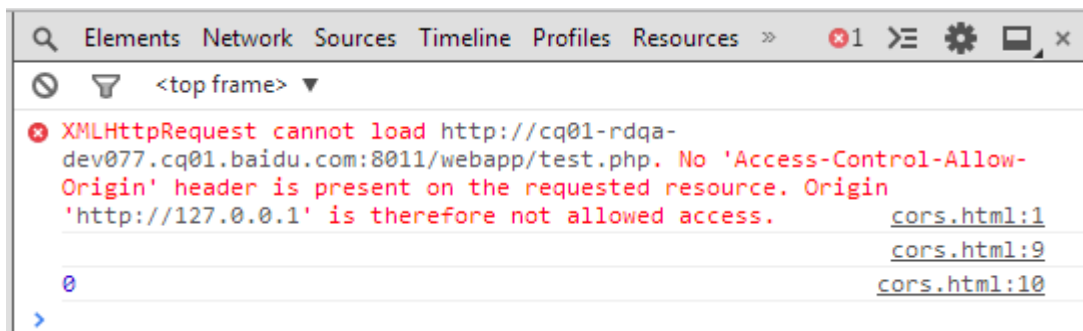 Elements Network Sources Timeline Profiles Resources » 1
<top frame> ▼
XMLHttpRequest cannot load http://cq01-rdqa-
dev077.cq01.baidu.com:8011/webapp/test.php. No 'Access-Control-Allow-
Origin' header is present on the requested resource. Origin
'http://127.0.0.1' is therefore not allowed access. cors.html:1
cors.html:9
0 cors.html:10